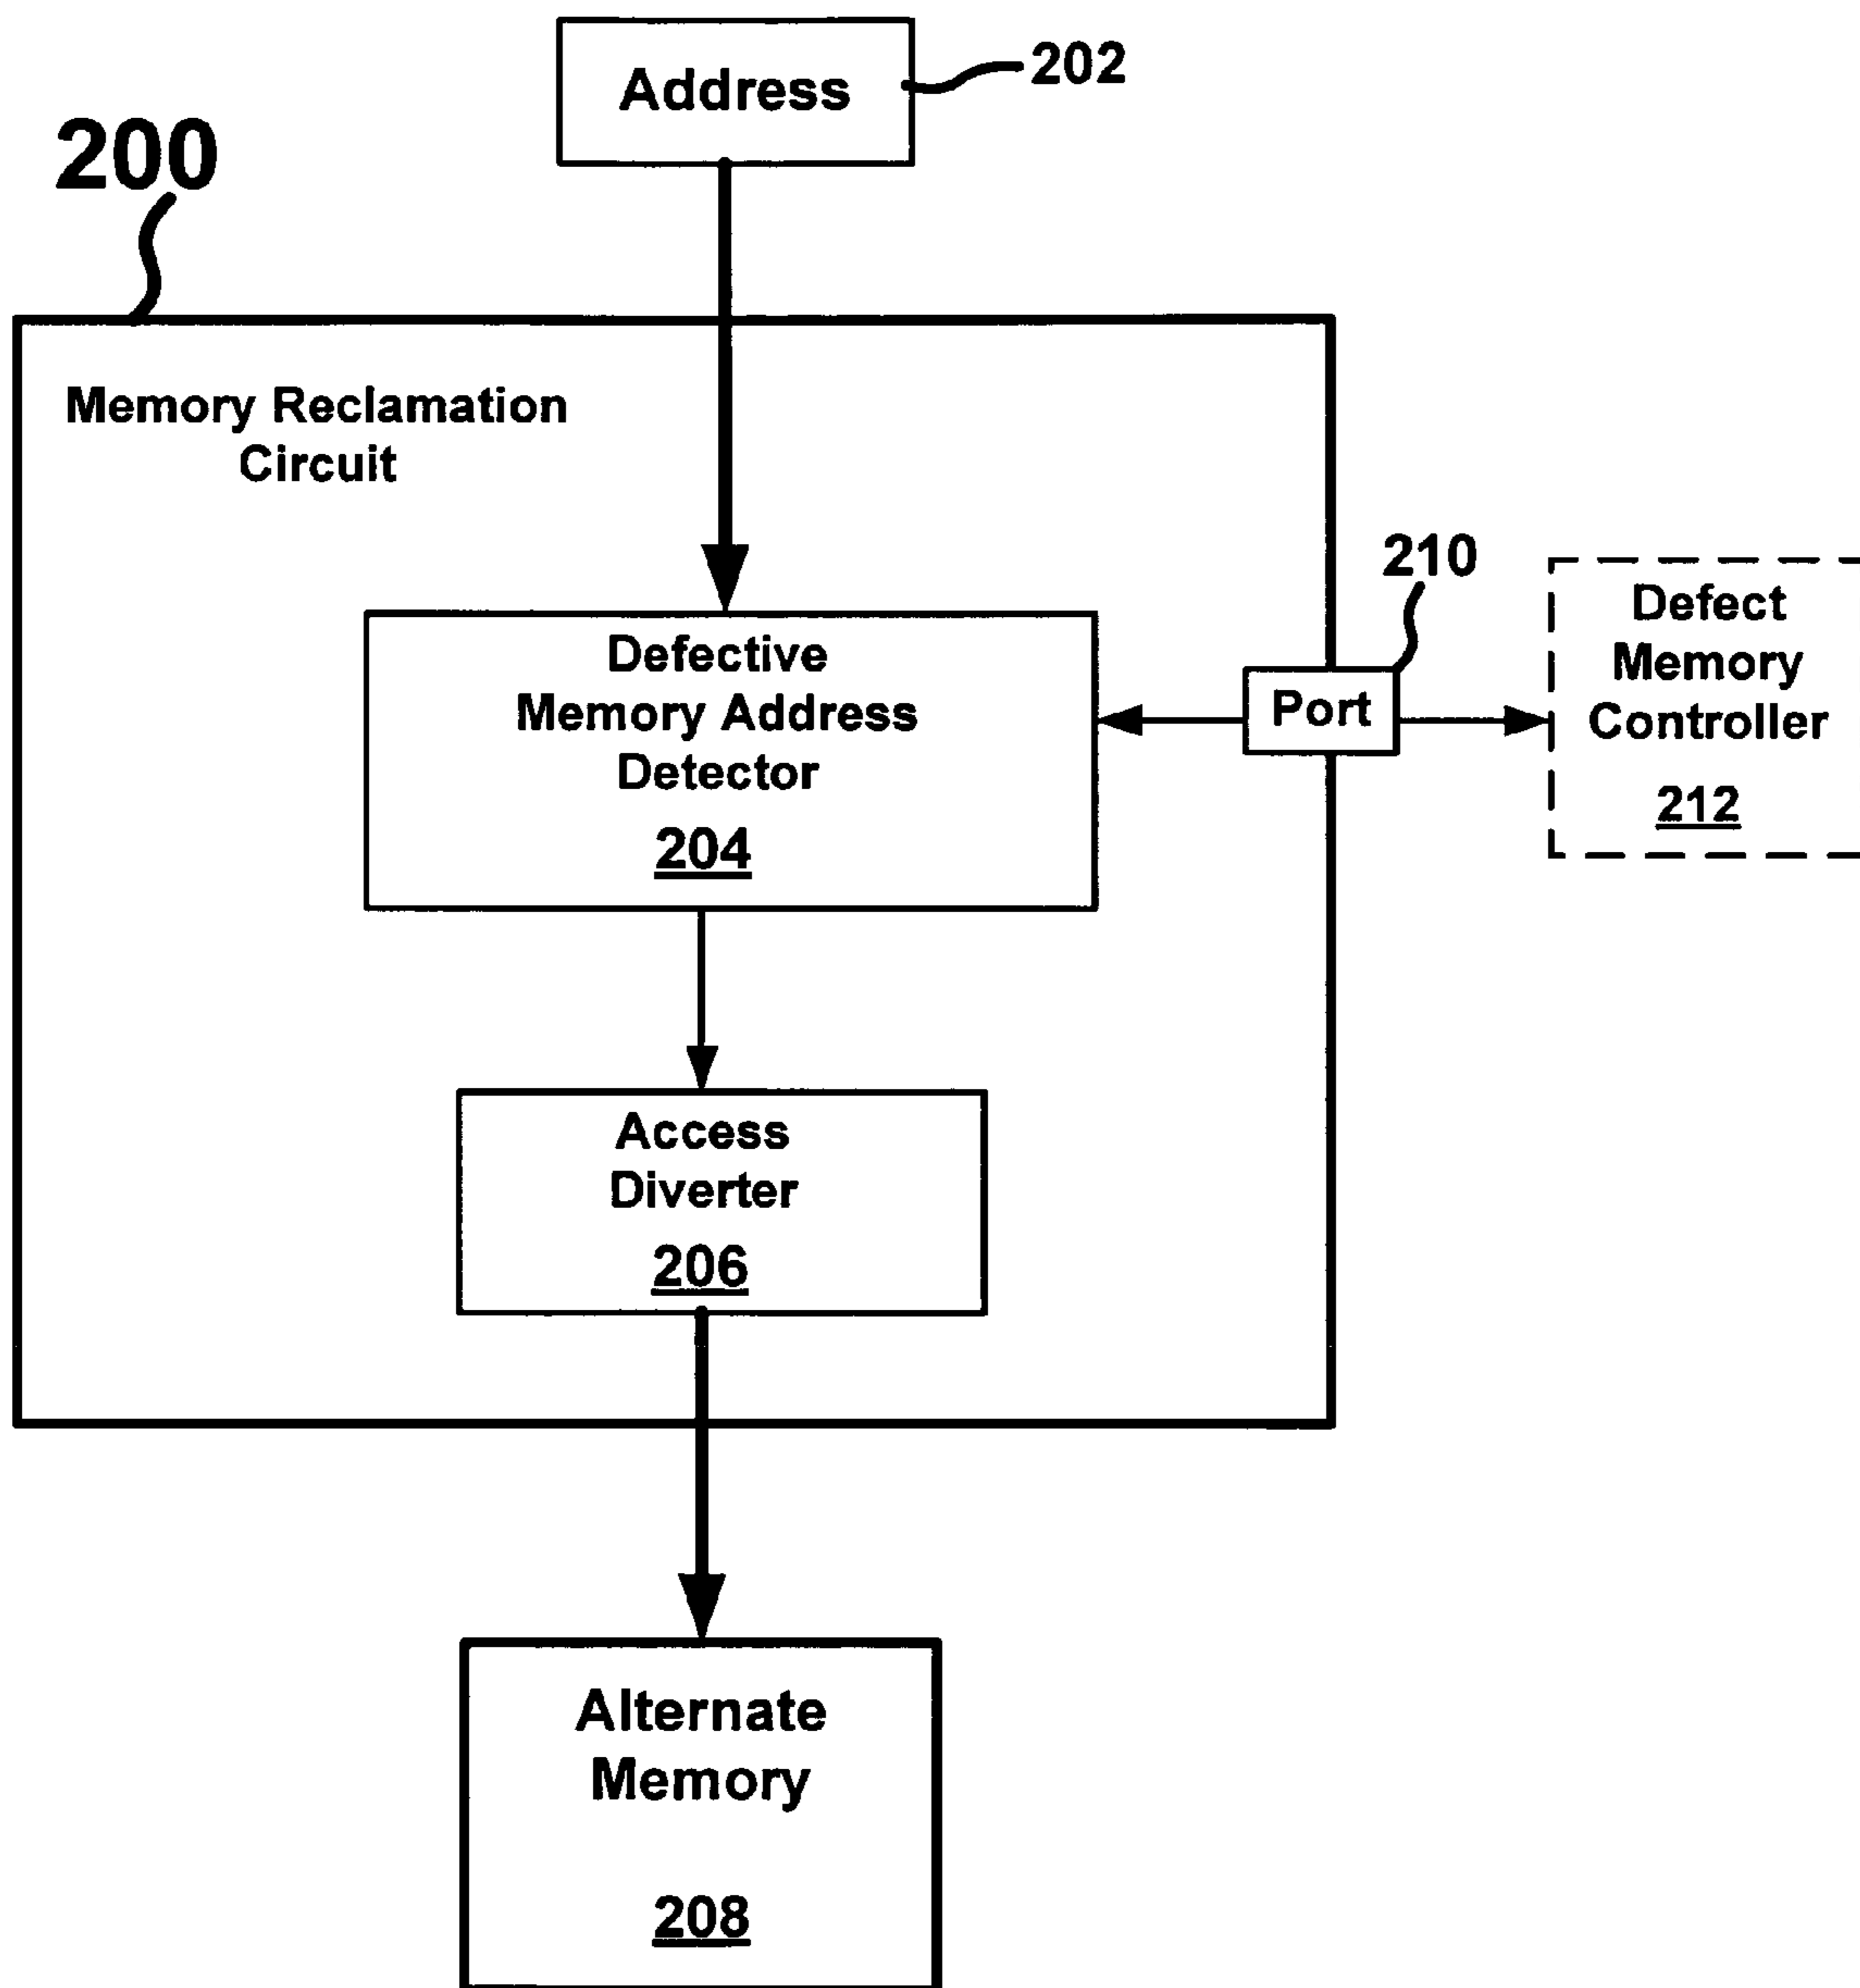 Address
202
200
Memory Reclamation
Circuit
210
Defect
Memory
Controller
212
Defective
Memory Address
Detector
204
Port
Access
Diverter
206
Alternate
Memory
208